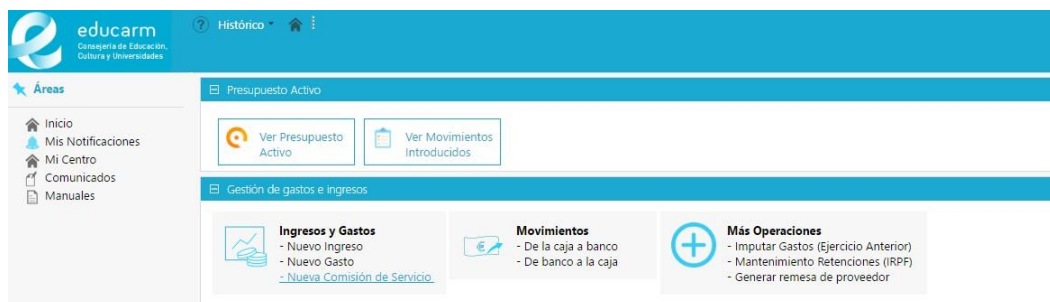 educarm
Consejería de Educación,
Cultura y Universidades
? Histórico
Áreas
Inicio
Mis Notificaciones
Mi Centro
Comunicados
Manuales
Presupuesto Activo
Ver Presupuesto
Activo
Ver Movimientos
Introducidos
Gestión de gastos e ingresos
Ingresos y Gastos
- Nuevo Ingreso
- Nuevo Gasto
- Nueva Comisión de Servicio
Movimientos
- De la caja a banco
- De banco a la caja
Más Operaciones
- Imputar Gastos (Ejercicio Anterior)
- Mantenimiento Retenciones (IRPF)
- Generar remesa de proveedor